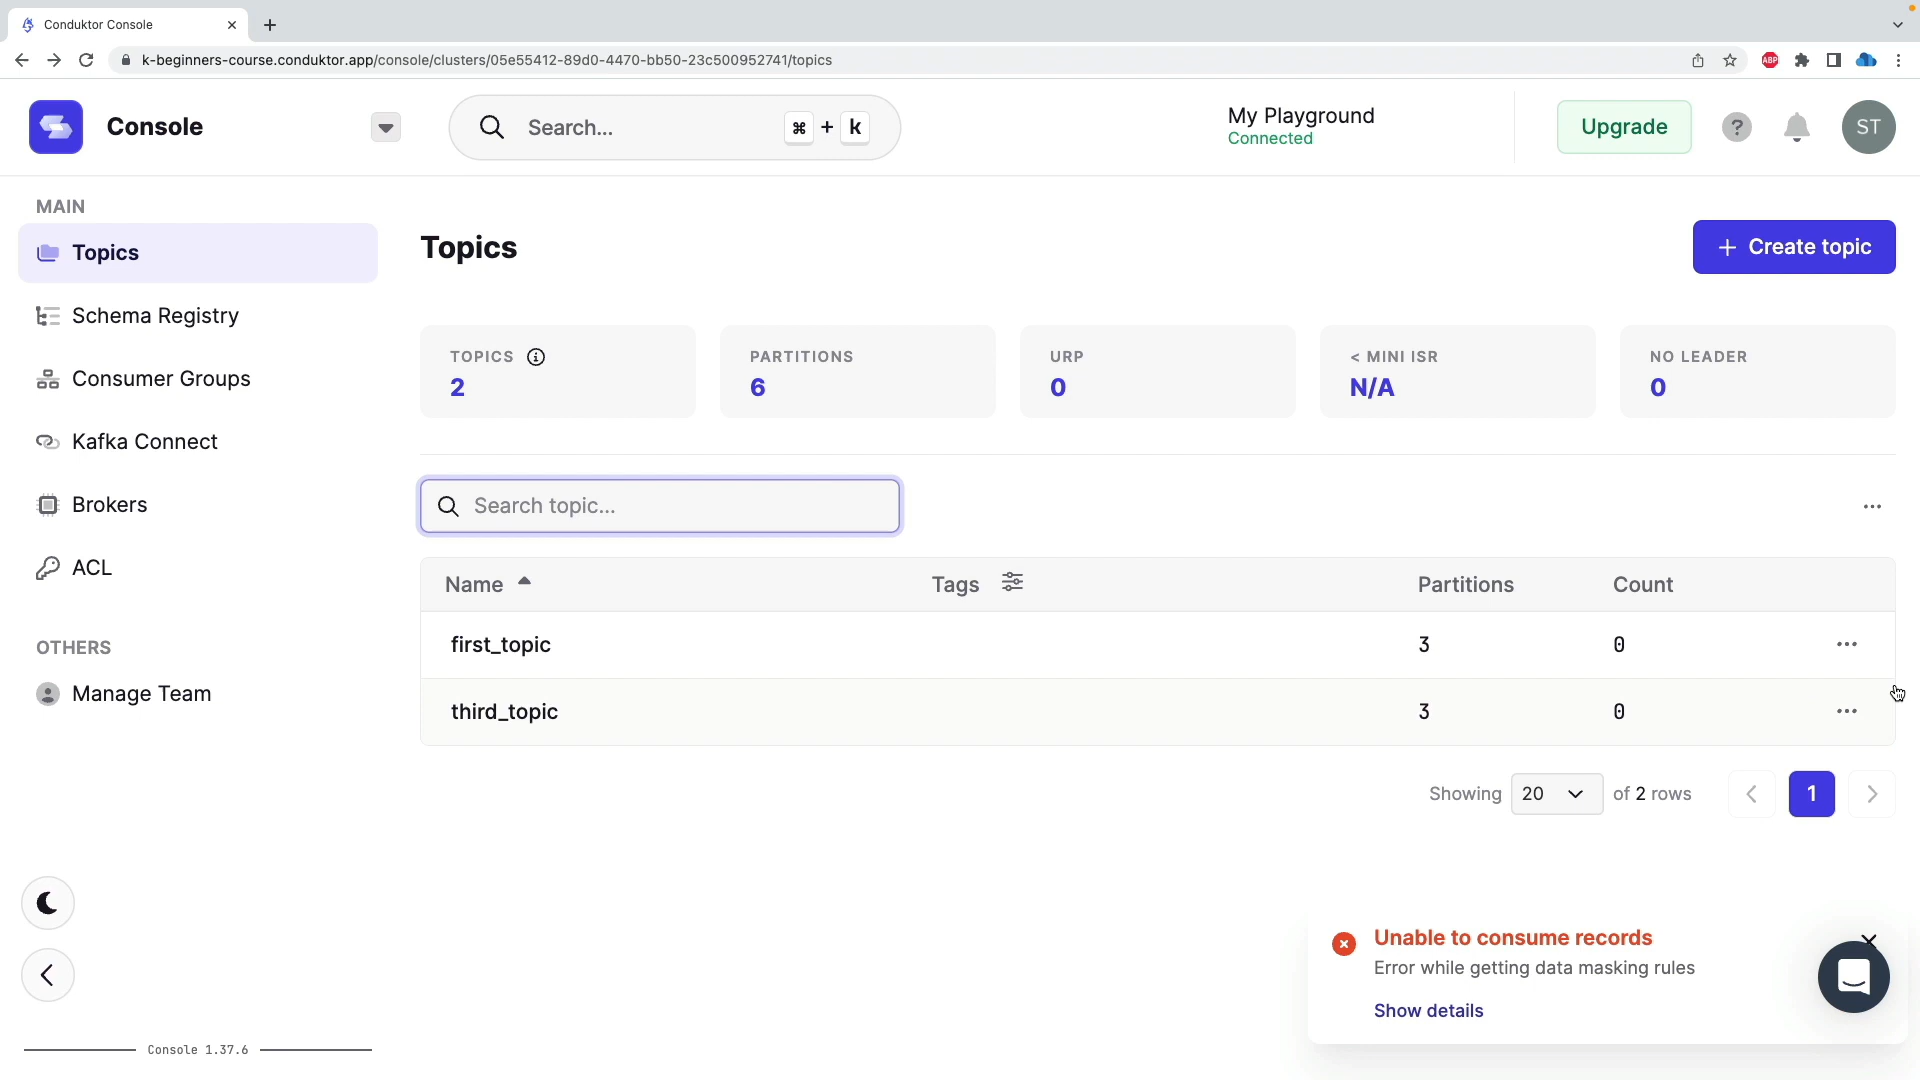 Conduktor Console
k-beginners-course.conduktor.app/console/clusters/05e55412-89d0-4470-bb50-23c500952741/topics
ABP
Console
Search...
⌘ + k
My Playground
Connected
Upgrade
?
ST
MAIN
Topics
Schema Registry
Consumer Groups
Kafka Connect
Brokers
ACL
OTHERS
Manage Team
Console 1.37.6
Topics
+ Create topic
TOPICS
2
PARTITIONS
6
URP
0
< MINI ISR
N/A
NO LEADER
0
Search topic...
Name Tags Partitions Count
first_topic 3 0
third_topic 3 0
Showing 20 of 2 rows 1
Unable to consume records
Error while getting data masking rules
Show details